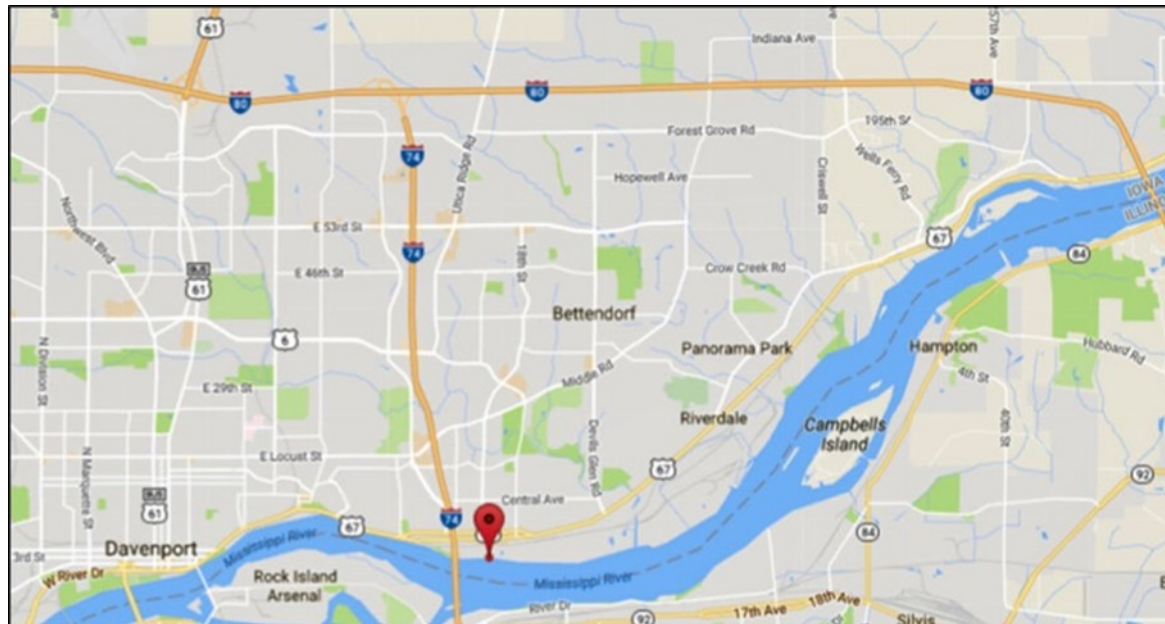 61
Indiana Ave
57th Ave
80
80
80
195th St
Forest Grove Rd
74
Utica Ridge Rd
Wells Ferry Rd
Criswell St
Hopewell Ave
IOWA
ILLINO
Northwest Blvd
E 53rd St
67
74
18th St
84
E 46th St
Crow Creek Rd
BUS
61
Bettendorf
6
N Division St
Panorama Park
Hampton
Hubbard Rd
Middle Rd
4th St
E 29th St
Riverdale
Campbells
Island
40th St
Devils Glen Rd
N Marquette St
E Locust St
67
92
BUS
61
Central Ave
74
67
84
Davenport
Mississippi River
3rd St
W River Dr
Rock Island
Arsenal
Mississippi River
River Dr
92
17th Ave
18th Ave
Silvis